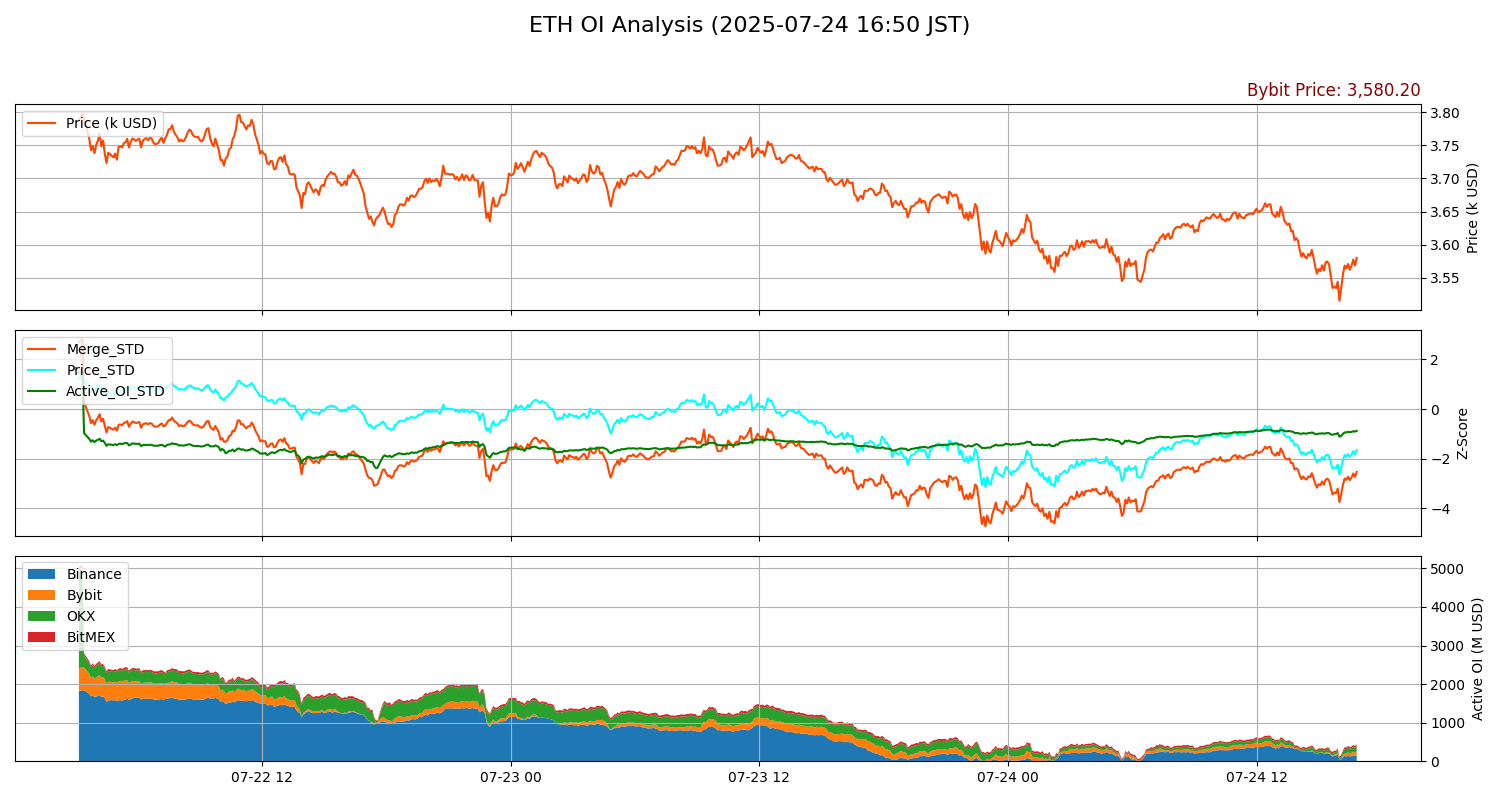 ETH OI Analysis (2025-07-24 16:50 JST)
Bybit Price: 3,580.20
Price (k USD)
3.80
3.75
3.70
3.65
3.60
3.55
Price (k USD)
Merge_STD
Price_STD
Active_OI_STD
2
0
−2
−4
Z-Score
Binance
Bybit
OKX
BitMEX
5000
4000
3000
2000
1000
0
Active OI (M USD)
07-22 12
07-23 00
07-23 12
07-24 00
07-24 12